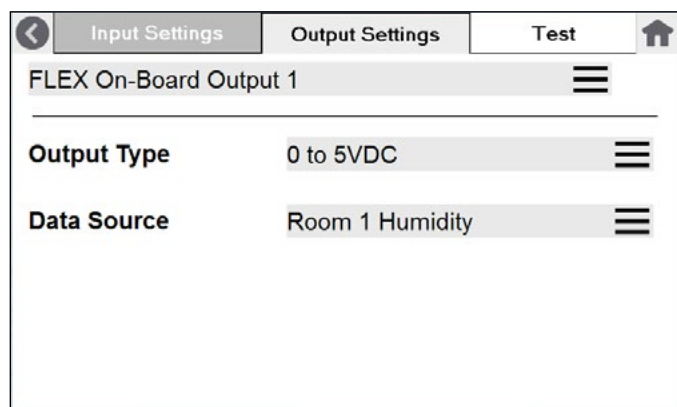 Input Settings Output Settings Test
FLEX On-Board Output 1
Output Type 0 to 5VDC
Data Source Room 1 Humidity